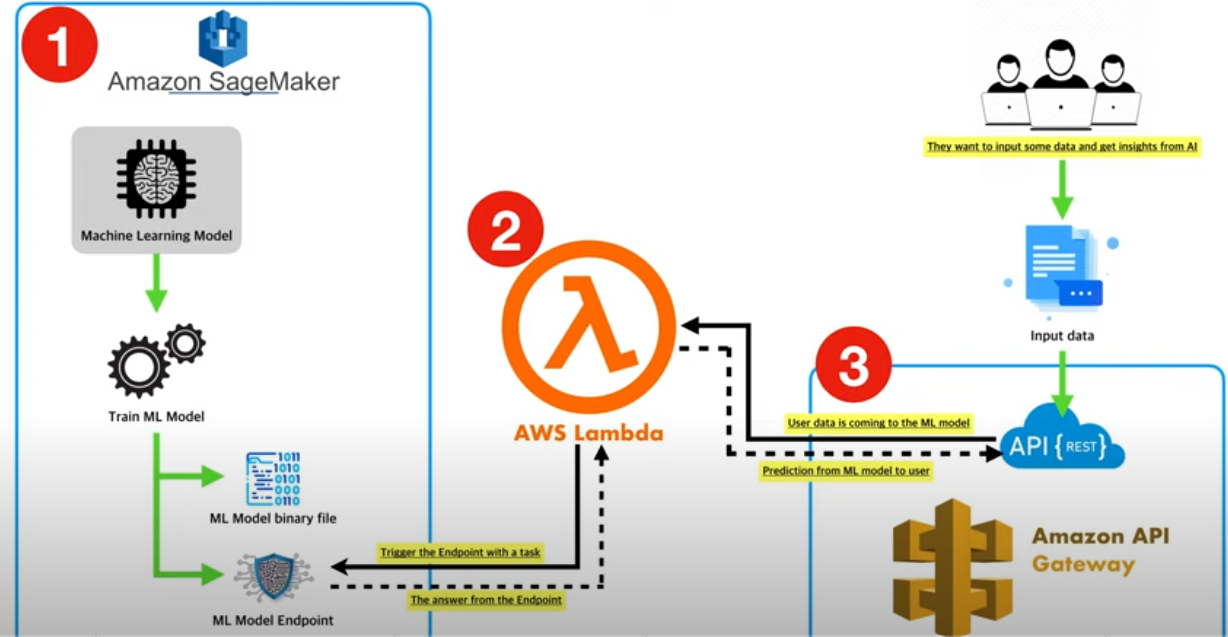 1
Amazon SageMaker
Machine Learning Model
Train ML Model
1011
1010
0101
000
0110
ML Model binary file
ML Model Endpoint
2
AWS Lambda
Trigger the Endpoint with a task
The answer from the Endpoint
They want to input some data and get insights from AI
Input data
3
User data is coming to the ML model
Prediction from ML model to user
API {REST}
Amazon API
Gateway